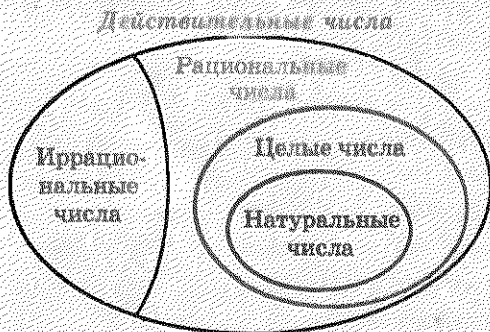 Действительные числа
Рациональные
числа
Иррацио-
нальные
числа
Целые числа
Натуральные
числа